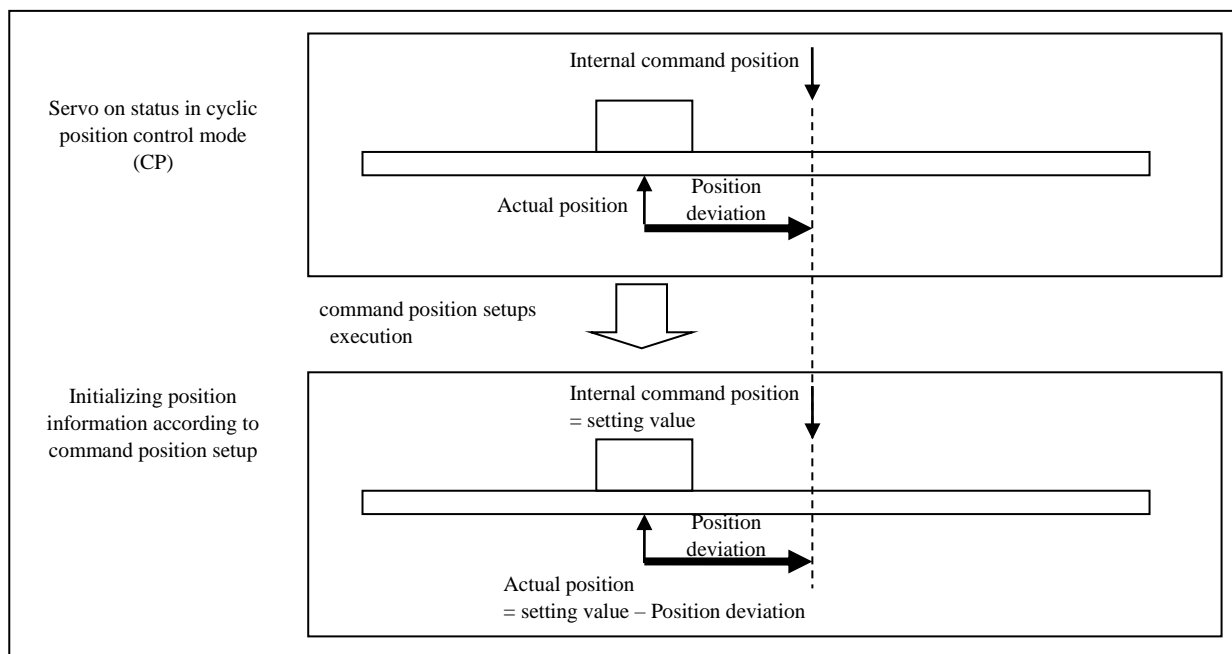 Servo on status in cyclic
position control mode
(CP)
Internal command position
Actual position
Position
deviation
command position setups
execution
Initializing position
information according to
command position setup
Internal command position
= setting value
Position
deviation
Actual position
= setting value – Position deviation